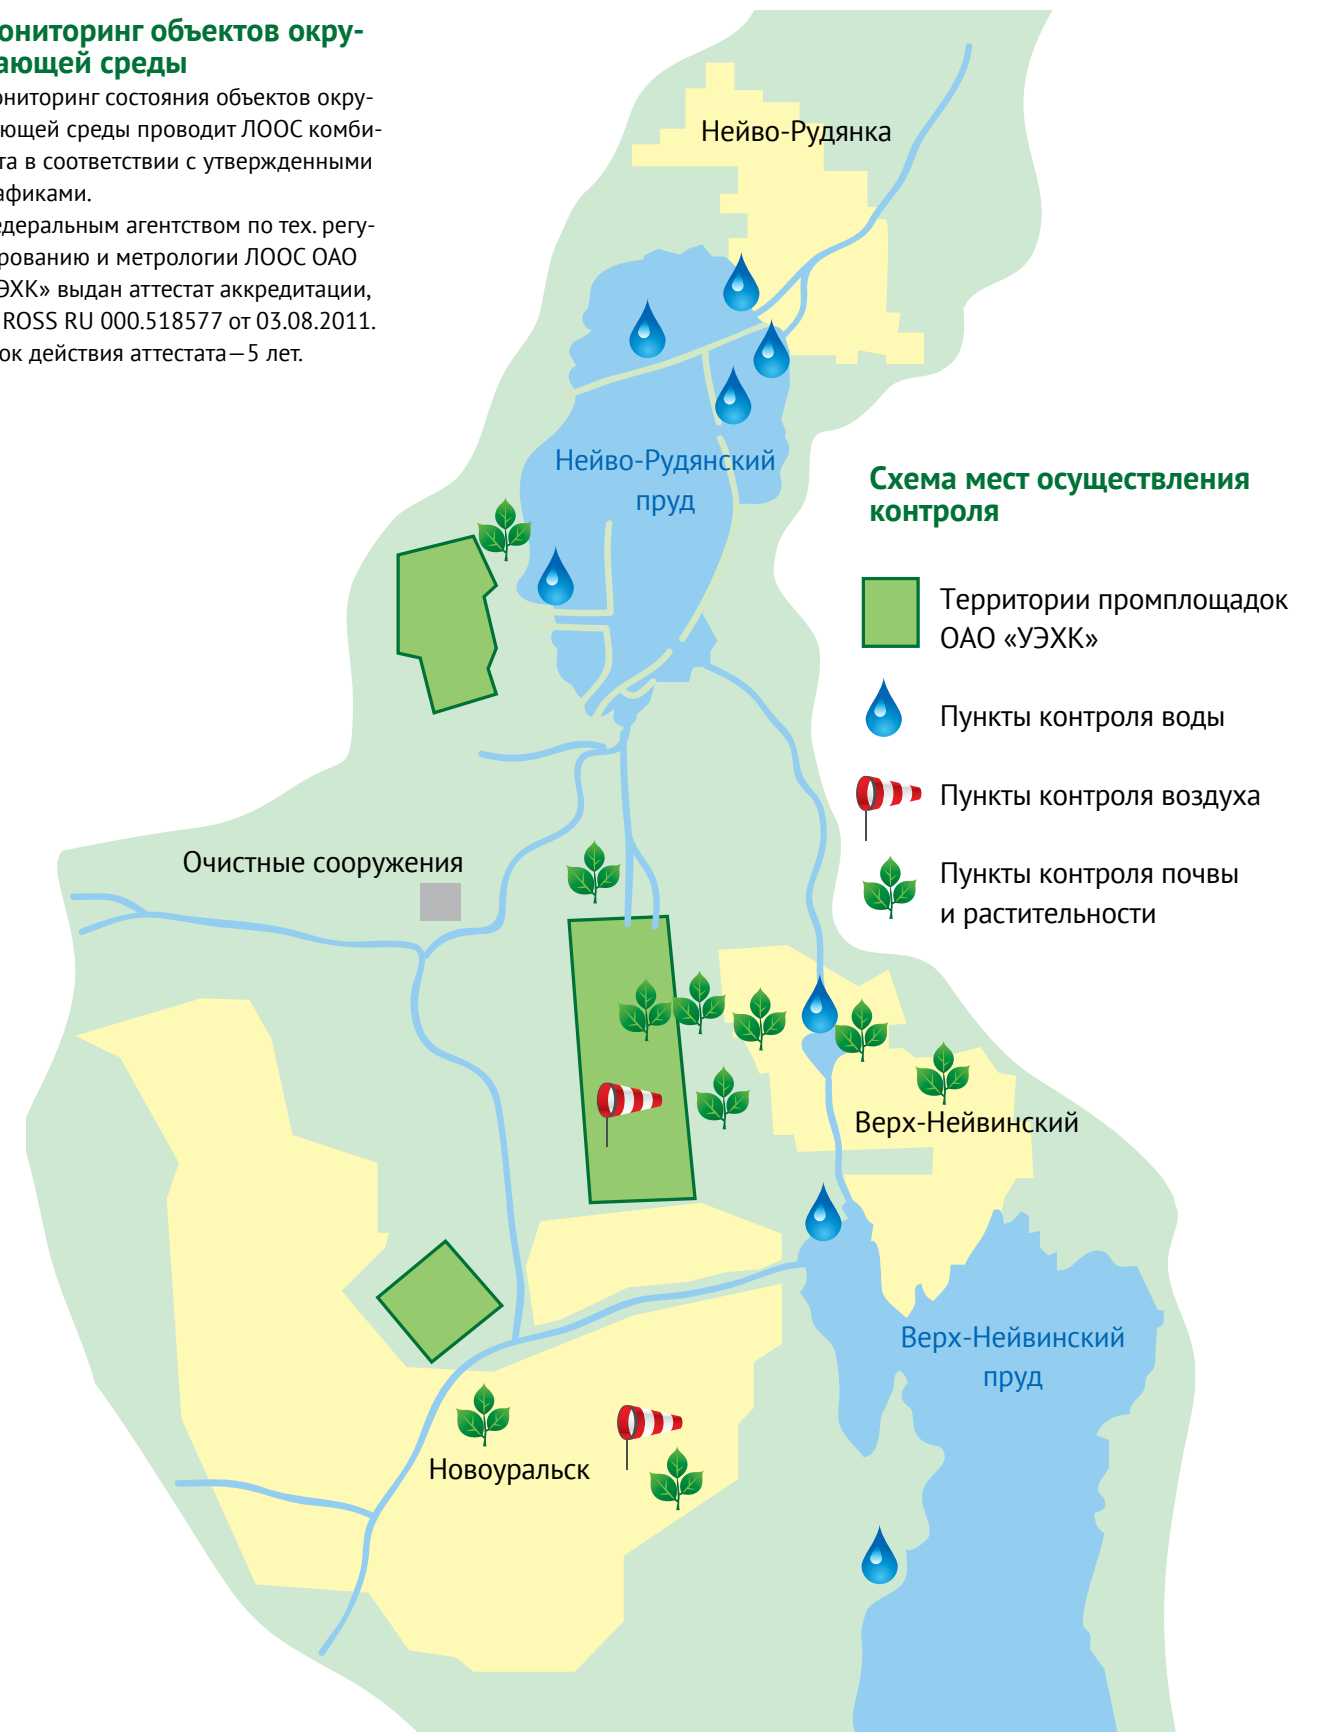 ониторинг объектов окру-
ающей среды
ониторинг состояния объектов окру-
ющей среды проводит ЛООС комби-
та в соответствии с утвержденными
афиками.
едеральным агентством по тех. регу-
рованию и метрологии ЛООС ОАО
ЭХК» выдан аттестат аккредитации,
ROSS RU 000.518577 от 03.08.2011.
ок действия аттестата—5 лет.
Нейво-Рудянка
Нейво-Рудянский
пруд
Схема мест осуществления
контроля
Территории промплощадок
ОАО «УЭХК»
Пункты контроля воды
Пункты контроля воздуха
Пункты контроля почвы
и растительности
Очистные сооружения
Верх-Нейвинский
Верх-Нейвинский
пруд
Новоуральск